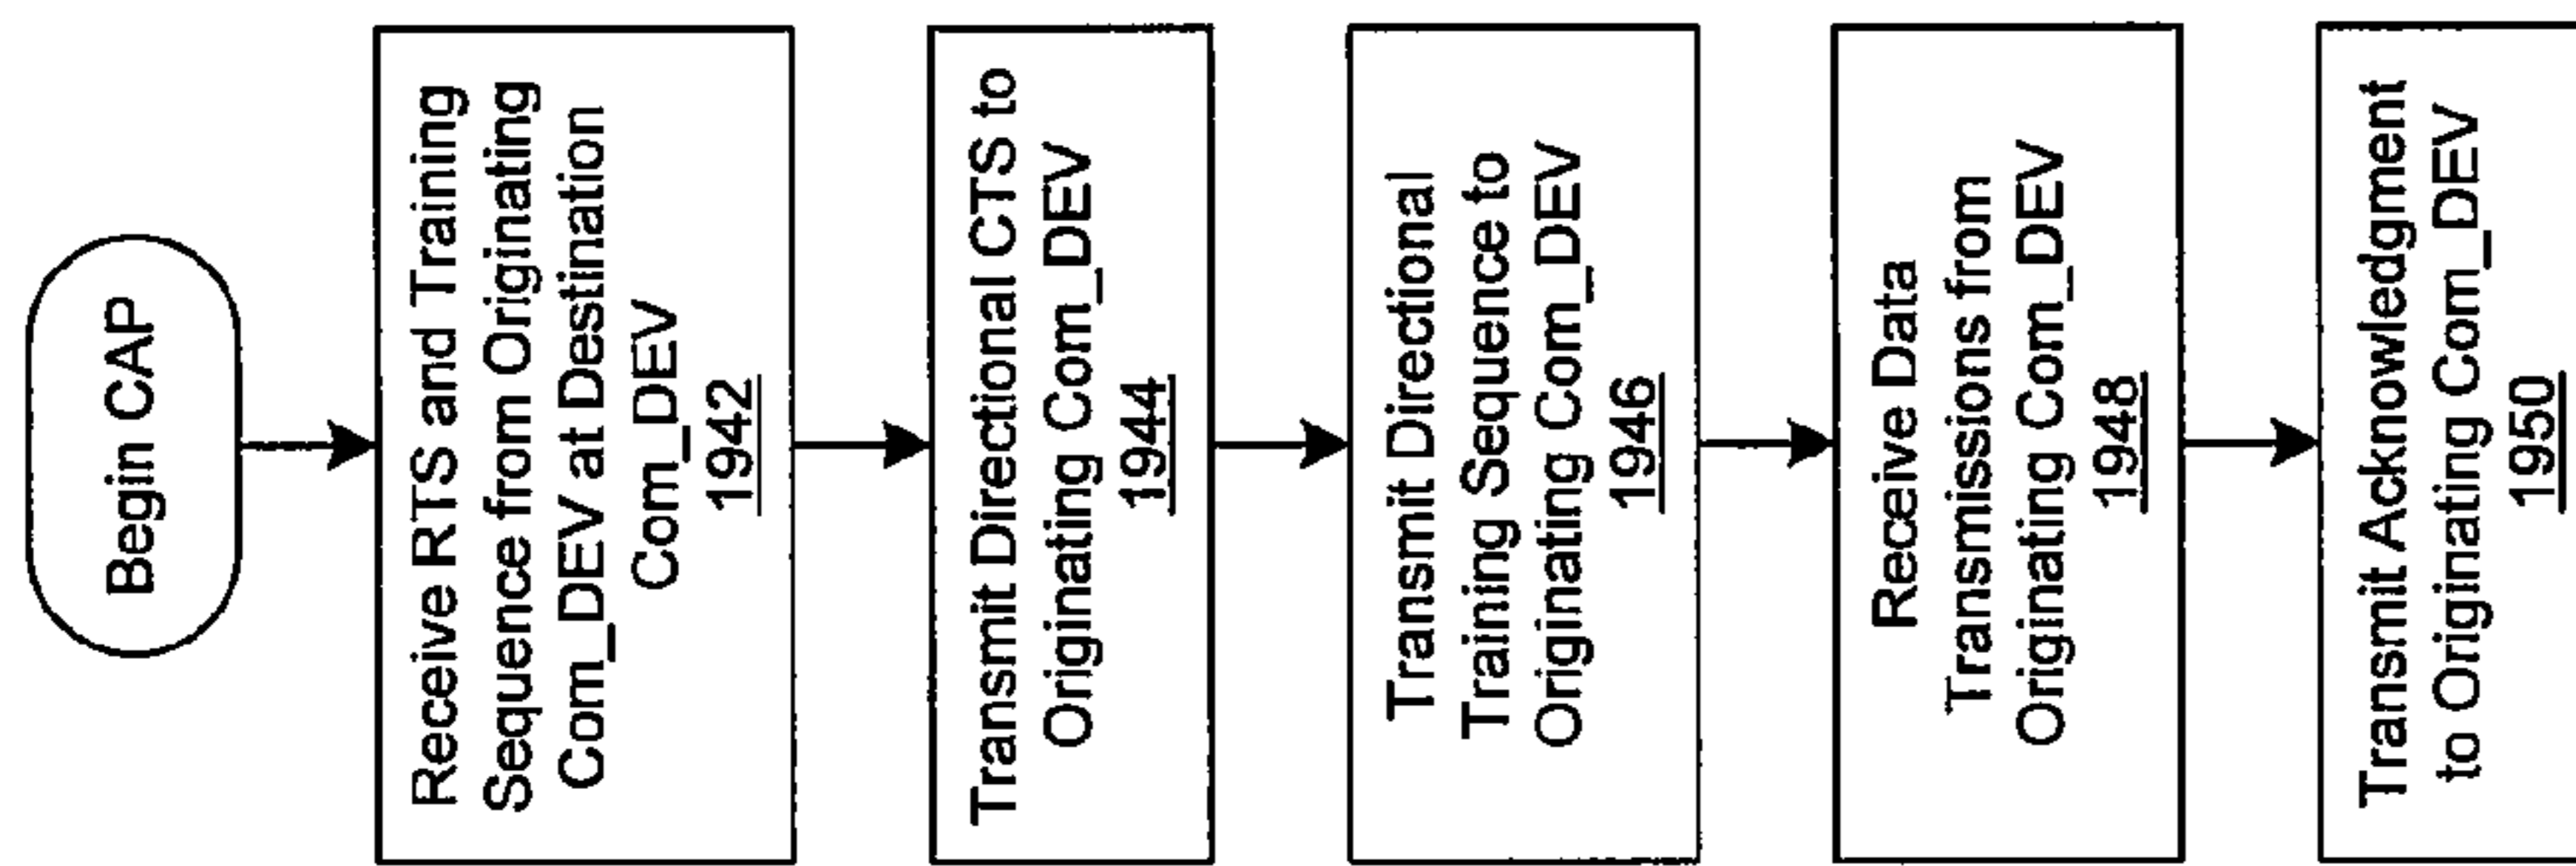 Begin CAP
Receive RTS and Training
Sequence from Originating
Com_DEV at Destination
Com_DEV
1942
Transmit Directional CTS to
Originating Com_DEV
1944
Transmit Directional
Training Sequence to
Originating Com_DEV
1946
Receive Data
Transmissions from
Originating Com_DEV
1948
Transmit Acknowledgment
to Originating Com_DEV
1950